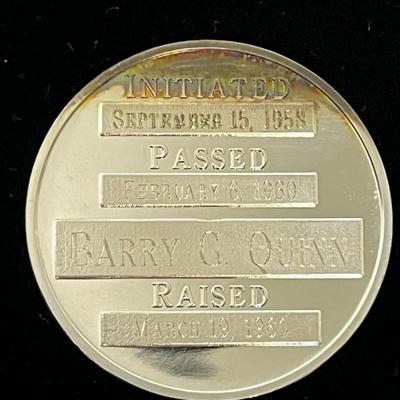 INITIATED
SEPTEMBER 15, 1958
PASSED
FEBRUARY 6, 1960
BARRY G. QUINN
RAISED
MARCH 19, 1960